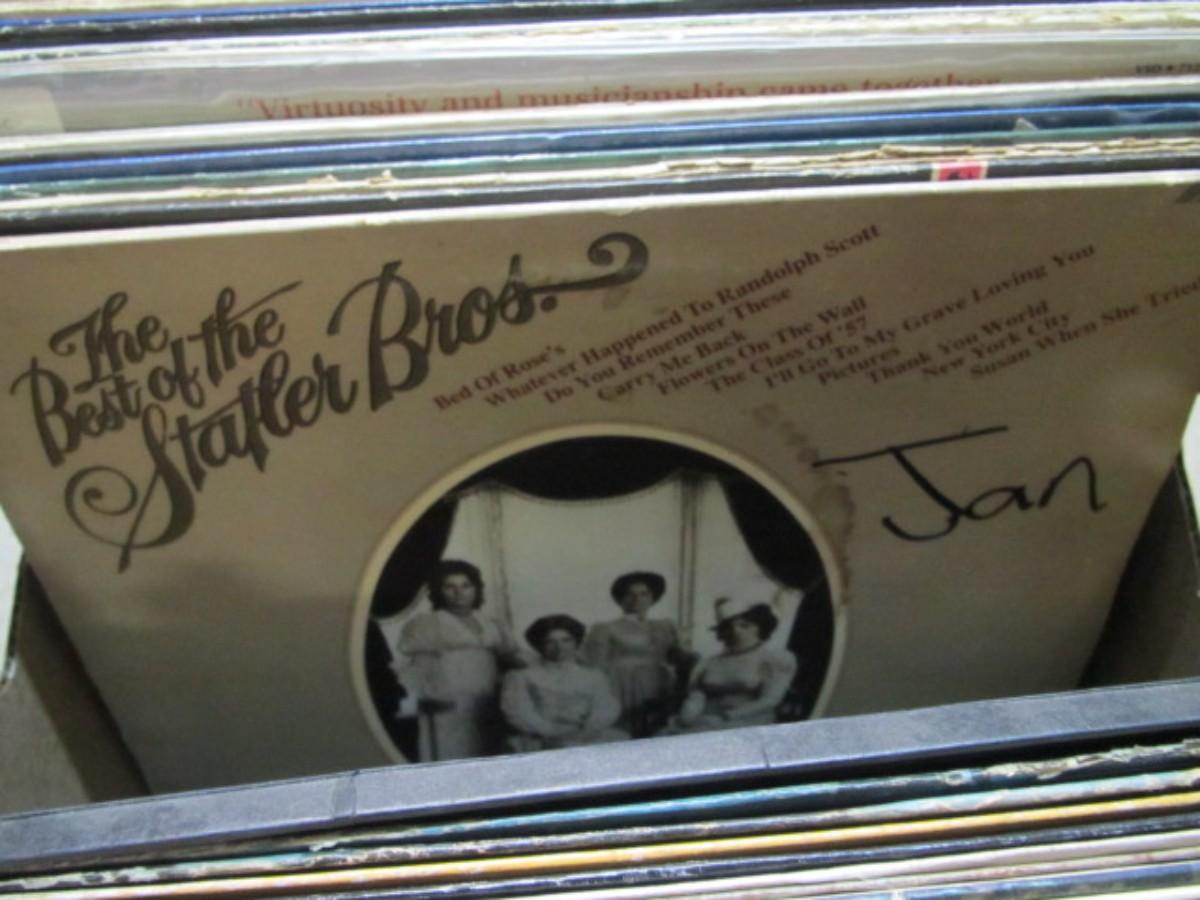 "Virtuosity and musicianship came together
The
Best of the
Statler Bros.
Bed Of Rose's
Whatever Happened To Randolph Scott
Do You Remember These
Carry Me Back
Flowers On The Wall
The Class Of '57
I'll Go To My Grave Loving You
Pictures
Thank You World
New York City
Susan When She Tried
Jan